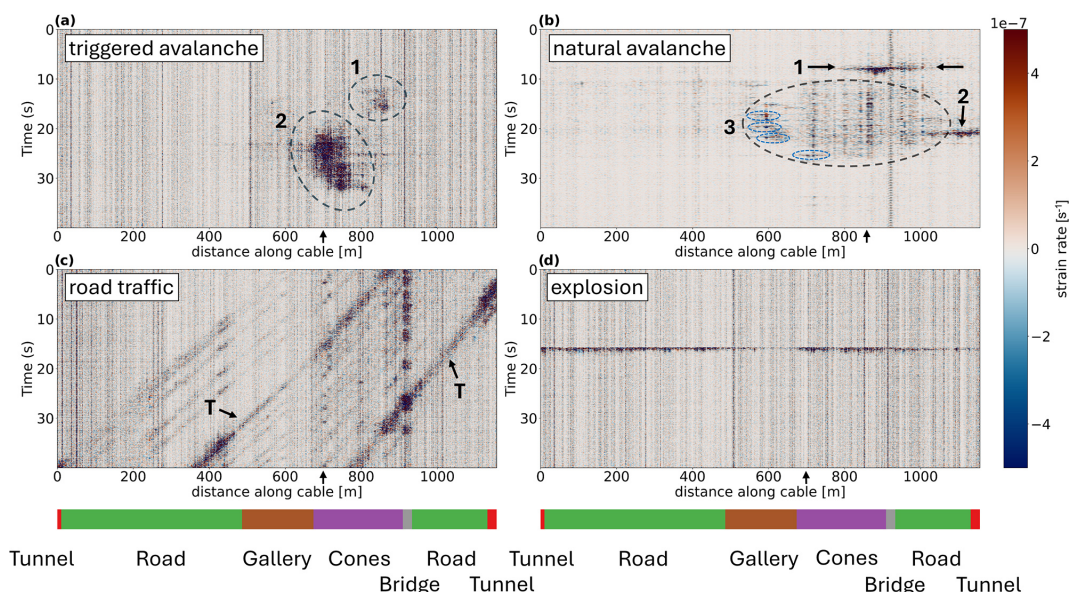 (a)
triggered avalanche
1
2
0
10
20
30
Time (s)
0 200 400 600 800 1000
distance along cable [m]
(b)
natural avalanche
1
2
3
0
10
20
30
Time (s)
0 200 400 600 800 1000
distance along cable [m]
1e−7
4
2
0
−2
−4
strain rate [s⁻¹]
(c)
road traffic
T
T
0
10
20
30
Time (s)
0 200 400 600 800 1000
distance along cable [m]
(d)
explosion
0
10
20
30
Time (s)
0 200 400 600 800 1000
distance along cable [m]
Tunnel Road Gallery Cones Road
Bridge Tunnel
Tunnel Road Gallery Cones Road
Bridge Tunnel